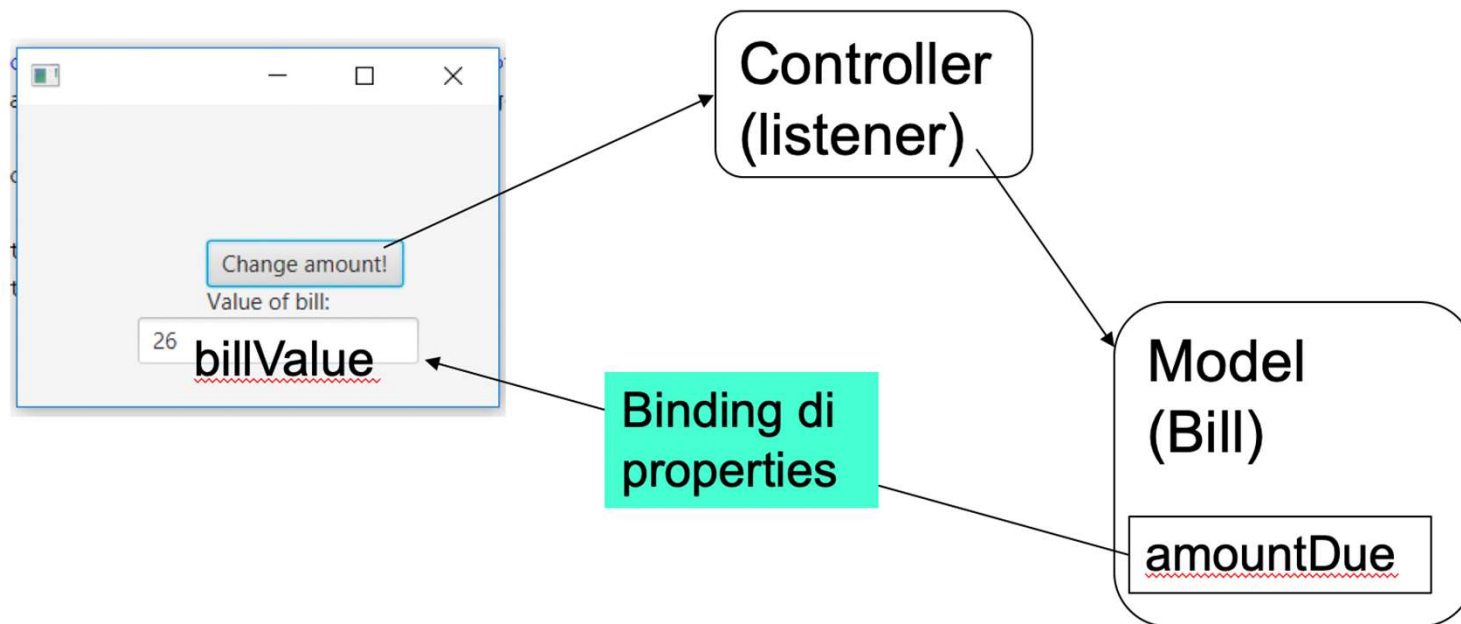 Controller
(listener)
Change amount!
Value of bill:
26
billValue
Binding di
properties
Model
(Bill)
amountDue